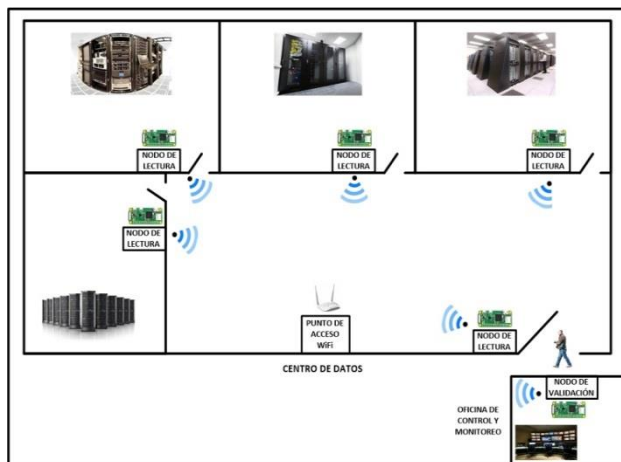 NODO DE
LECTURA
NODO DE
LECTURA
NODO DE
LECTURA
NODO DE
LECTURA
PUNTO DE
ACCESO
WiFi
NODO DE
LECTURA
CENTRO DE DATOS
NODO DE
VALIDACIÓN
OFICINA DE
CONTROL Y
MONITOREO